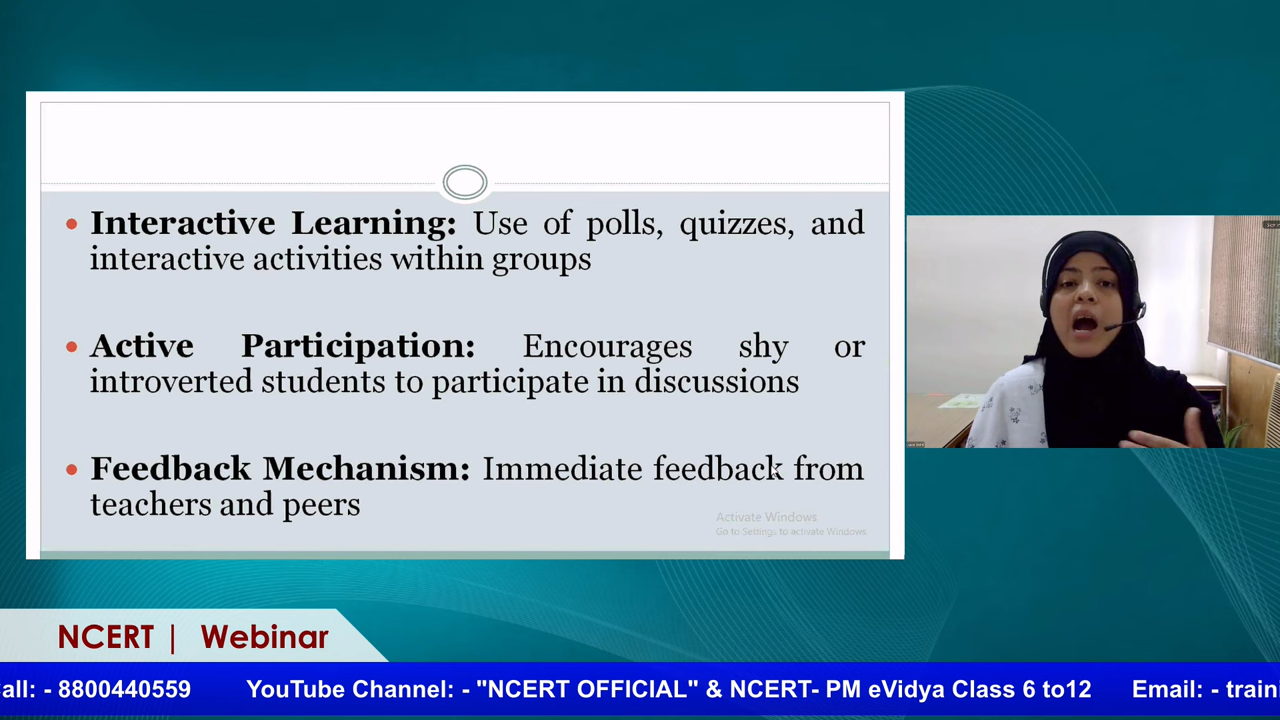 • Interactive Learning: Use of polls, quizzes, and
interactive activities within groups
• Active Participation: Encourages shy or
introverted students to participate in discussions
• Feedback Mechanism: Immediate feedback from
teachers and peers
Activate Windows
Go to Settings to activate Windows.
NCERT | Webinar
all: - 8800440559 YouTube Channel: - "NCERT OFFICIAL" & NCERT- PM eVidya Class 6 to12 Email: - traini